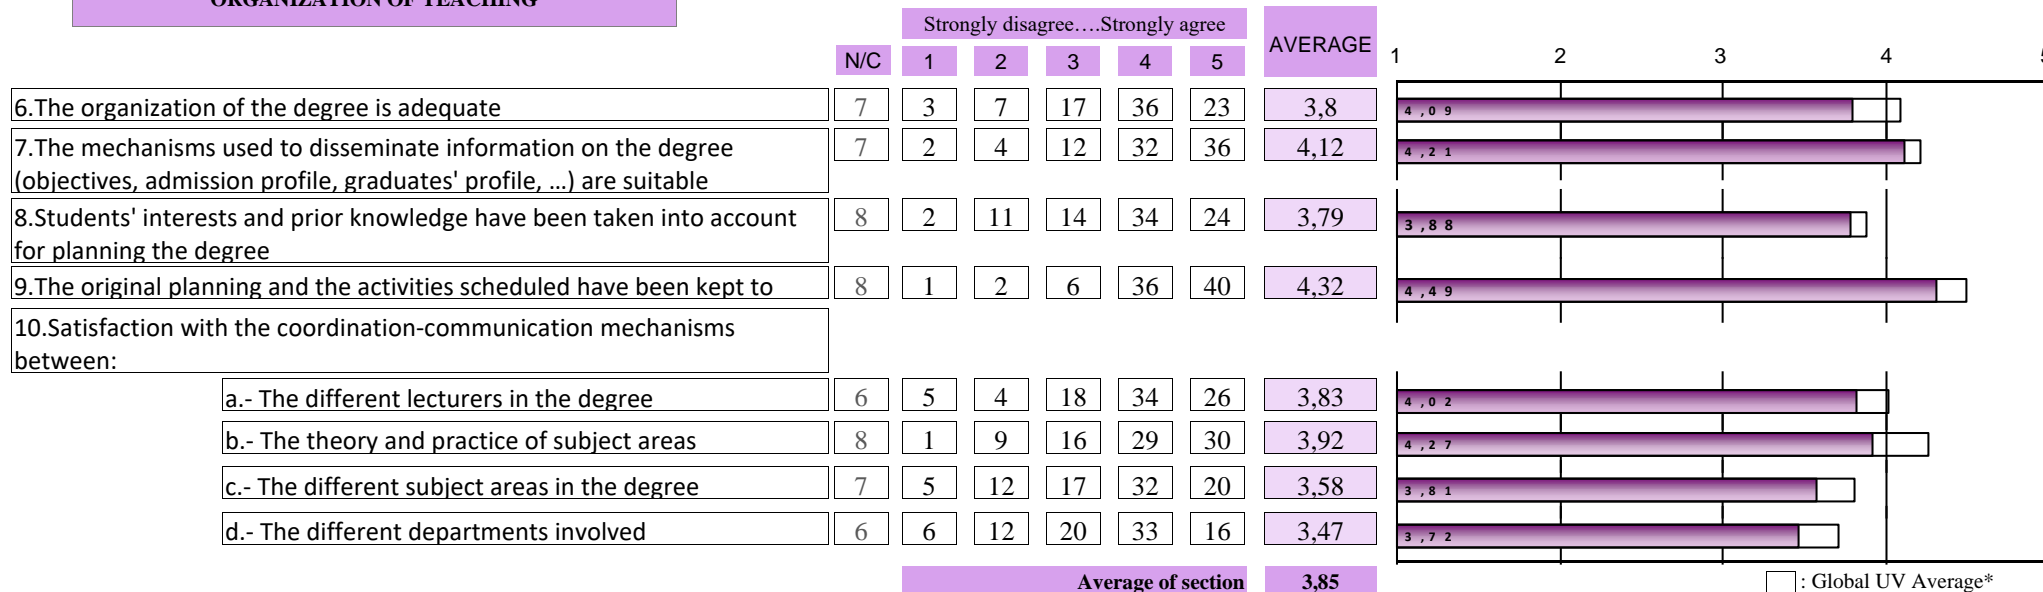 ORGANIZATION OF TEACHING
Strongly disagree....Strongly agree
AVERAGE
N/C 1 2 3 4 5
1 2 3 4 5
6.The organization of the degree is adequate 7 3 7 17 36 23 3,8 4,09
7.The mechanisms used to disseminate information on the degree 7 2 4 12 32 36 4,12 4,21
(objectives, admission profile, graduates' profile, ...) are suitable
8.Students' interests and prior knowledge have been taken into account 8 2 11 14 34 24 3,79 3,88
for planning the degree
9.The original planning and the activities scheduled have been kept to 8 1 2 6 36 40 4,32 4,49
10.Satisfaction with the coordination-communication mechanisms
between:
a.- The different lecturers in the degree 6 5 4 18 34 26 3,83 4,02
b.- The theory and practice of subject areas 8 1 9 16 29 30 3,92 4,27
c.- The different subject areas in the degree 7 5 12 17 32 20 3,58 3,81
d.- The different departments involved 6 6 12 20 33 16 3,47 3,72
Average of section 3,85
: Global UV Average*